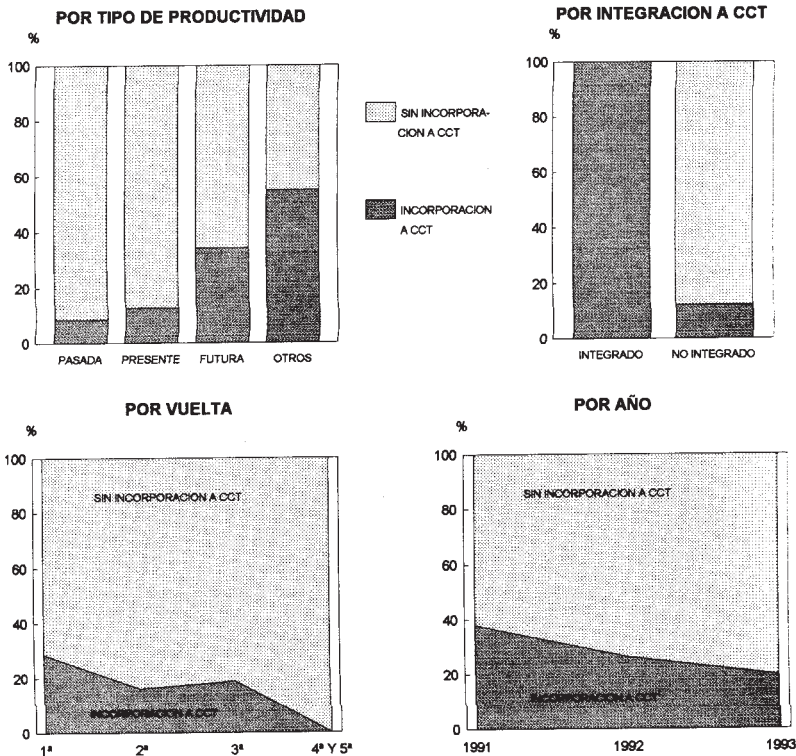 POR TIPO DE PRODUCTIVIDAD
%
100
80
60
40
20
0
PASADA PRESENTE FUTURA OTROS
SIN INCORPORA-
CION A CCT
INCORPORACION
A CCT
POR INTEGRACION A CCT
%
100
80
60
40
20
0
INTEGRADO NO INTEGRADO
POR VUELTA
%
100
80
60
40
20
0
SIN INCORPORACION A CCT
INCORPORACION A CCT
1ª 2ª 3ª 4ª Y 5ª
POR AÑO
%
100
80
60
40
20
0
SIN INCORPORACION A CCT
INCORPORACION A CCT
1991 1992 1993